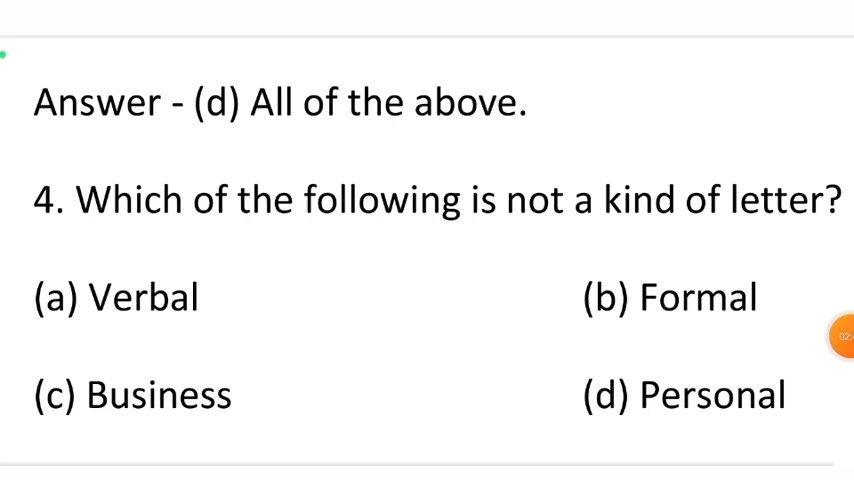 Answer - (d) All of the above.
4. Which of the following is not a kind of letter?
(a) Verbal (b) Formal
(c) Business (d) Personal